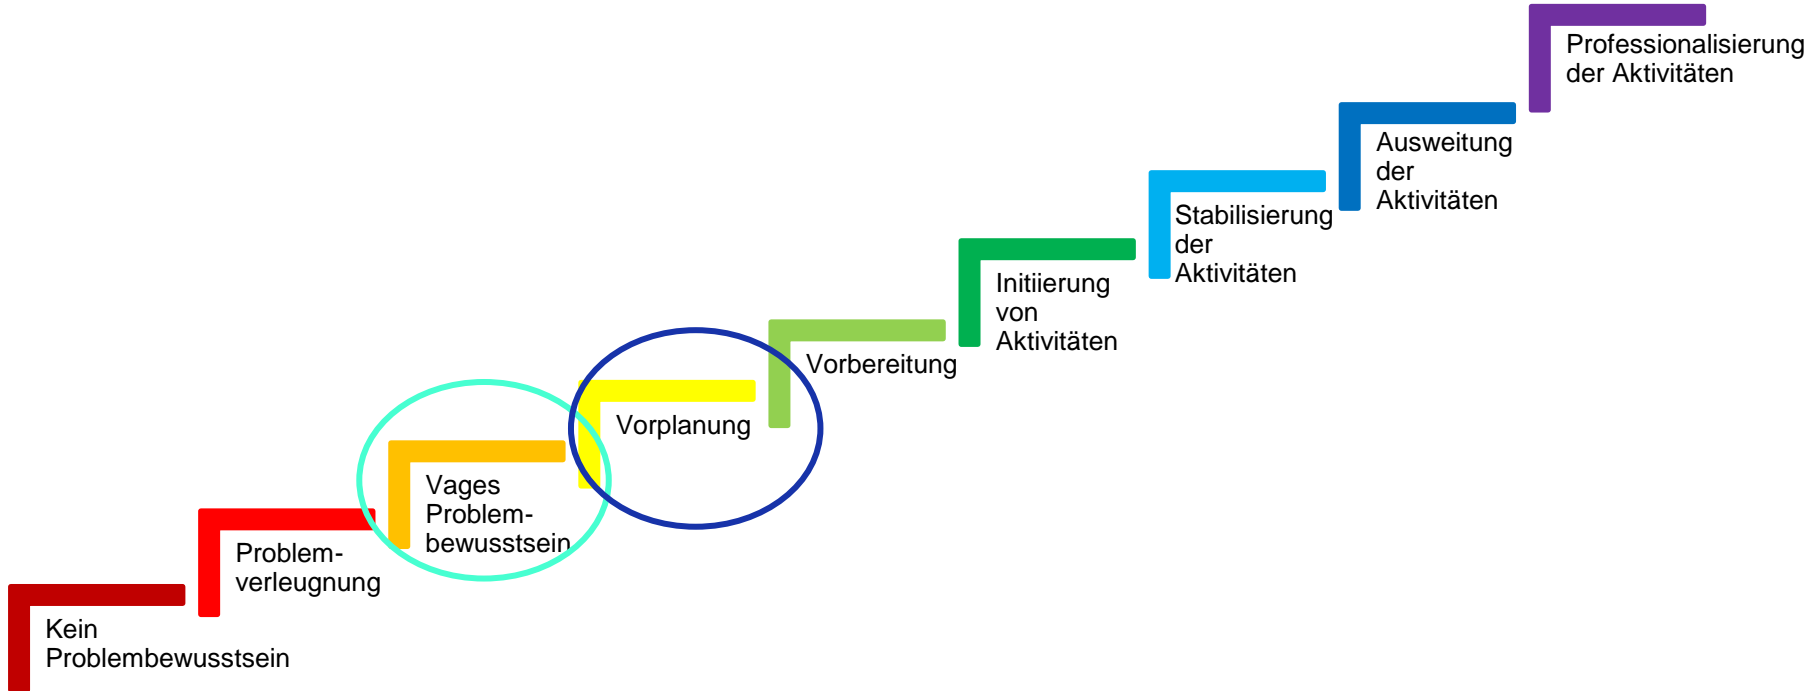 Kein
Problembewusstsein
Problem-
verleugnung
Vages
Problem-
bewusstsein
Vorplanung
Vorbereitung
Initiierung
von
Aktivitäten
Stabilisierung
der
Aktivitäten
Ausweitung
der
Aktivitäten
Professionalisierung
der Aktivitäten